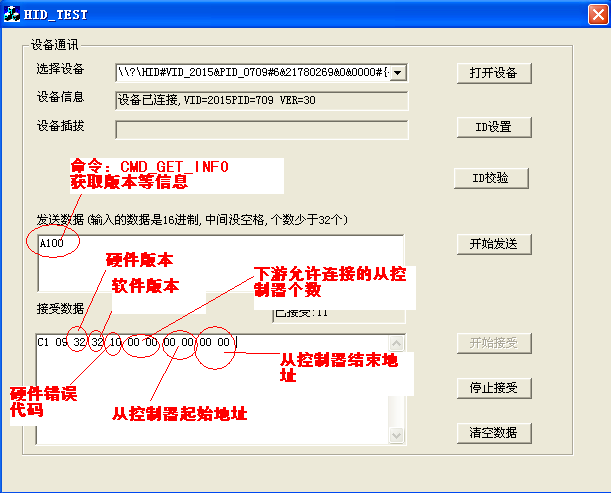 HID_TEST
设备通讯
选择设备
\\?\HID#VID_2015&PID_0709#6&21780269&0&0000#{-
打开设备
设备信息
设备已连接,VID=2015PID=709 VER=30
设备插拔
ID设置
命令：CMD_GET_INFO
获取版本等信息
ID校验
发送数据(输入的数据是16进制,中间没空格,个数少于32个)
A100
开始发送
硬件版本
下游允许连接的从控
制器个数
软件版本
接受数据
已接受:11
C1 09 32 32 10 00 00 00 00 00 00
开始接受
从控制器结束地
址
硬件错误
代码
从控制器起始地址
停止接受
清空数据